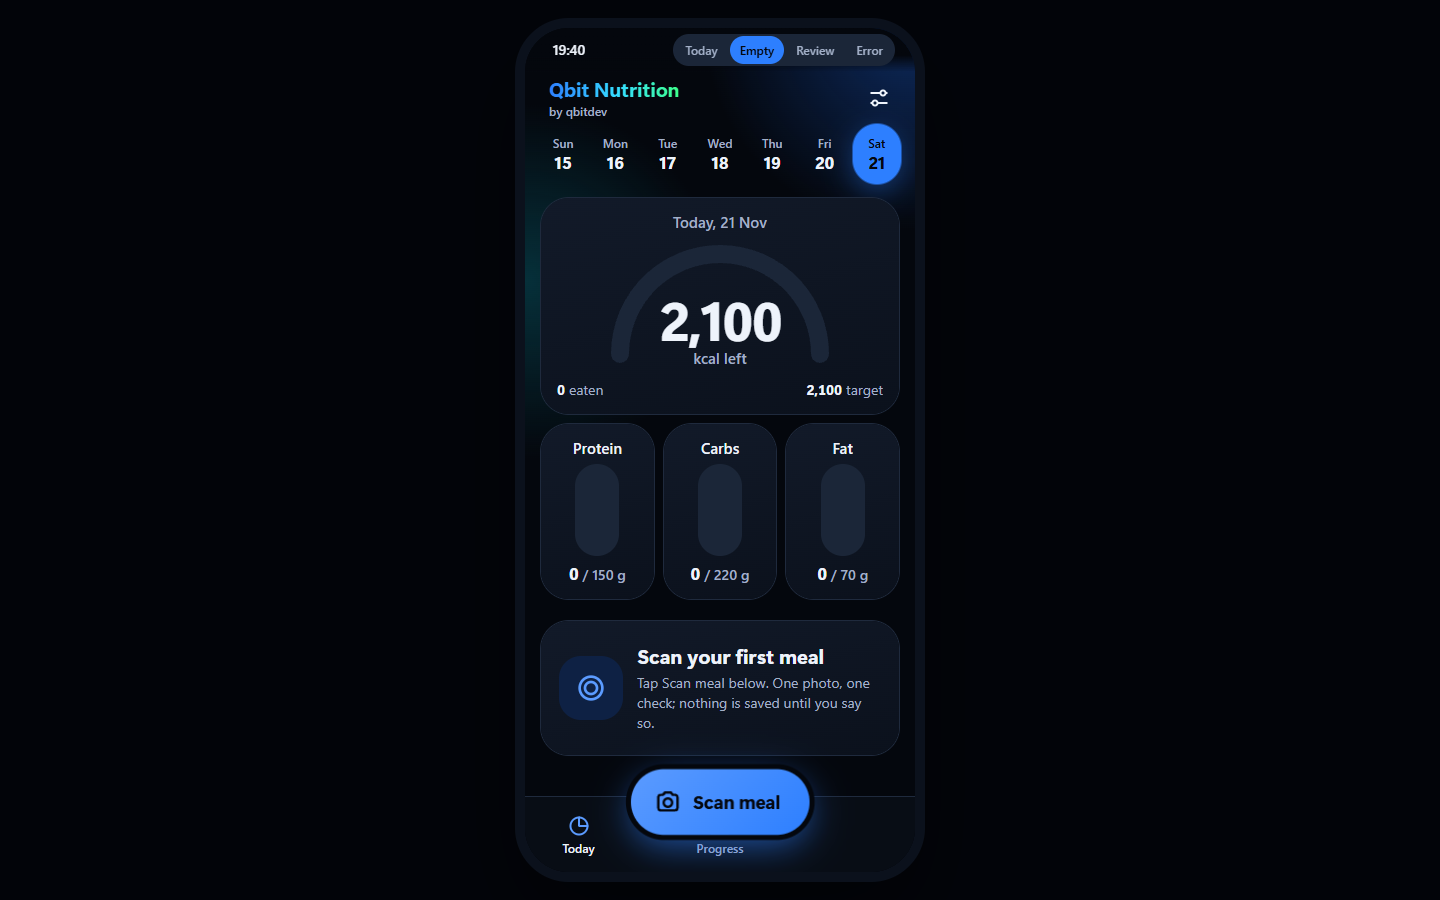 19:40
Today Empty Review Error
Qbit Nutrition
by qbitdev
Sun Mon Tue Wed Thu Fri Sat
15 16 17 18 19 20 21
Today, 21 Nov
2,100
kcal left
0 eaten 2,100 target
Protein Carbs Fat
0 / 150 g 0 / 220 g 0 / 70 g
Scan your first meal
Tap Scan meal below. One photo, one
check; nothing is saved until you say
so.
Scan meal
Today Progress